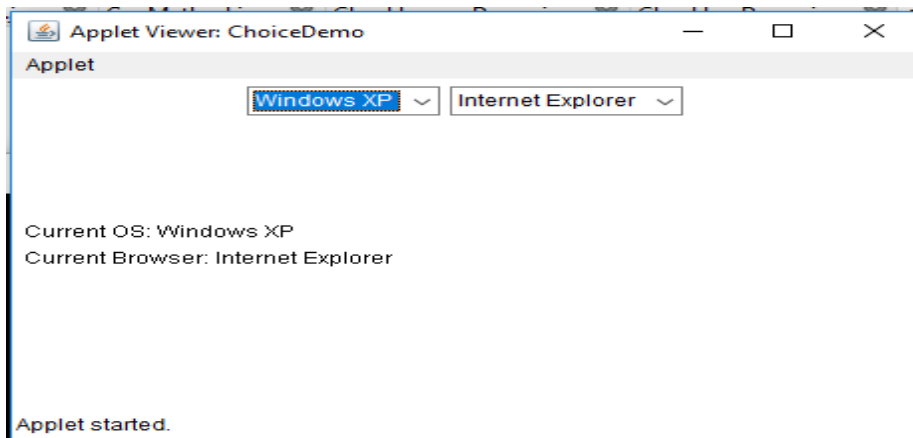 Applet Viewer: ChoiceDemo
Applet
Windows XP Internet Explorer
Current OS: Windows XP
Current Browser: Internet Explorer
Applet started.